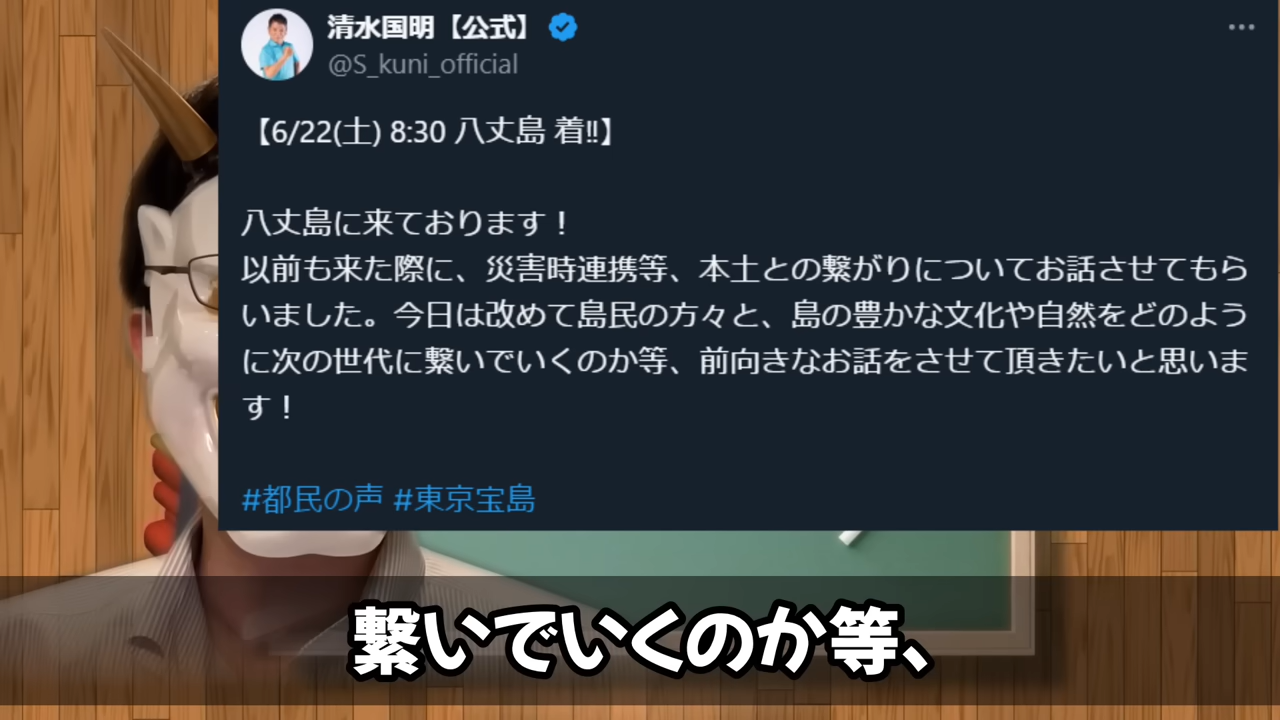 清水国明【公式】
@S_kuni_official
【6/22(土) 8:30 八丈島 着‼】
八丈島に来ております！
以前も来た際に、災害時連携等、本土との繋がりについてお話させてもら
いました。今日は改めて島民の方々と、島の豊かな文化や自然をどのよう
に次の世代に繋いでいくのか等、前向きなお話をさせて頂きたいと思いま
す！
#都民の声 #東京宝島
繋いでいくのか等、